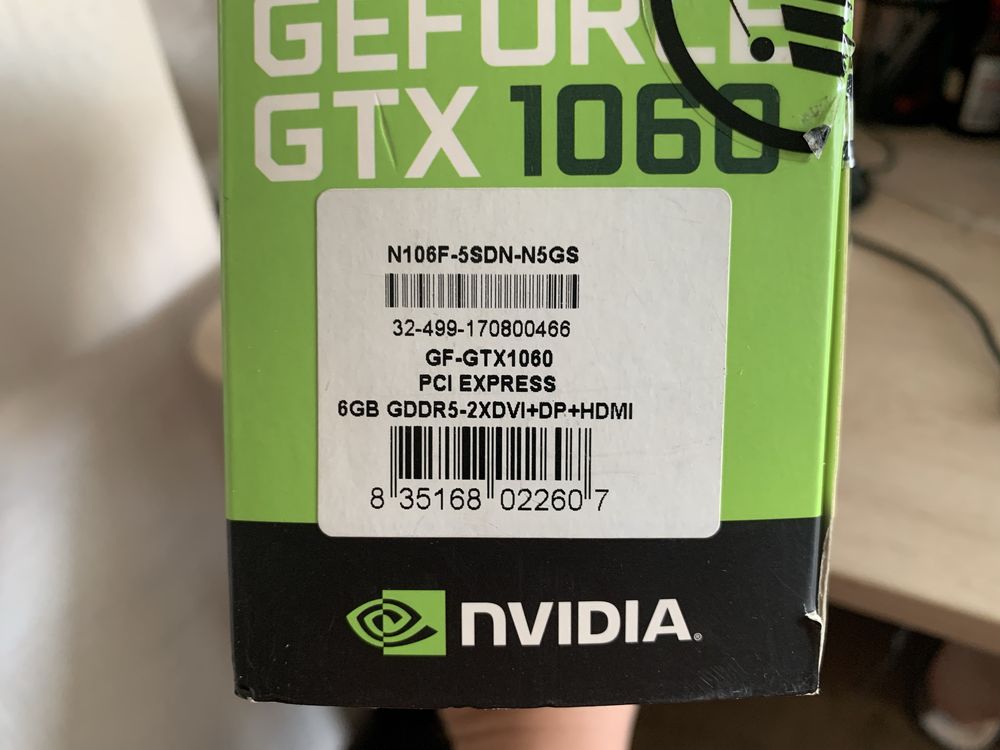 GEFORCE
GTX 1060
N106F-5SDN-N5GS
32-499-170800466
GF-GTX1060
PCI EXPRESS
6GB GDDR5-2XDVI+DP+HDMI
8 35168 02260 7
NVIDIA.